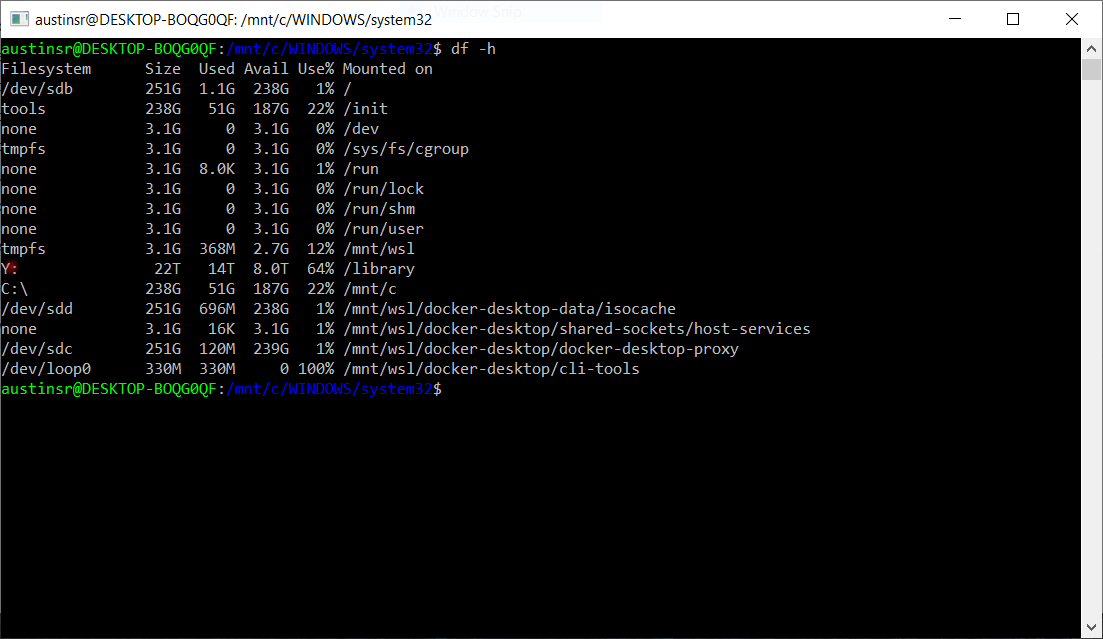 austinsr@DESKTOP-BOQG0QF: /mnt/c/WINDOWS/system32
austinsr@DESKTOP-BOQG0QF:/mnt/c/WINDOWS/system32$ df -h
Filesystem      Size  Used Avail Use% Mounted on
/dev/sdb        251G  1.1G  238G   1% /
tools           238G   51G  187G  22% /init
none            3.1G     0  3.1G   0% /dev
tmpfs           3.1G     0  3.1G   0% /sys/fs/cgroup
none            3.1G  8.0K  3.1G   1% /run
none            3.1G     0  3.1G   0% /run/lock
none            3.1G     0  3.1G   0% /run/shm
none            3.1G     0  3.1G   0% /run/user
tmpfs           3.1G  368M  2.7G  12% /mnt/wsl
Y:               22T   14T  8.0T  64% /library
C:\             238G   51G  187G  22% /mnt/c
/dev/sdd        251G  696M  238G   1% /mnt/wsl/docker-desktop-data/isocache
none            3.1G   16K  3.1G   1% /mnt/wsl/docker-desktop/shared-sockets/host-services
/dev/sdc        251G  120M  239G   1% /mnt/wsl/docker-desktop/docker-desktop-proxy
/dev/loop0      330M  330M     0 100% /mnt/wsl/docker-desktop/cli-tools
austinsr@DESKTOP-BOQG0QF:/mnt/c/WINDOWS/system32$